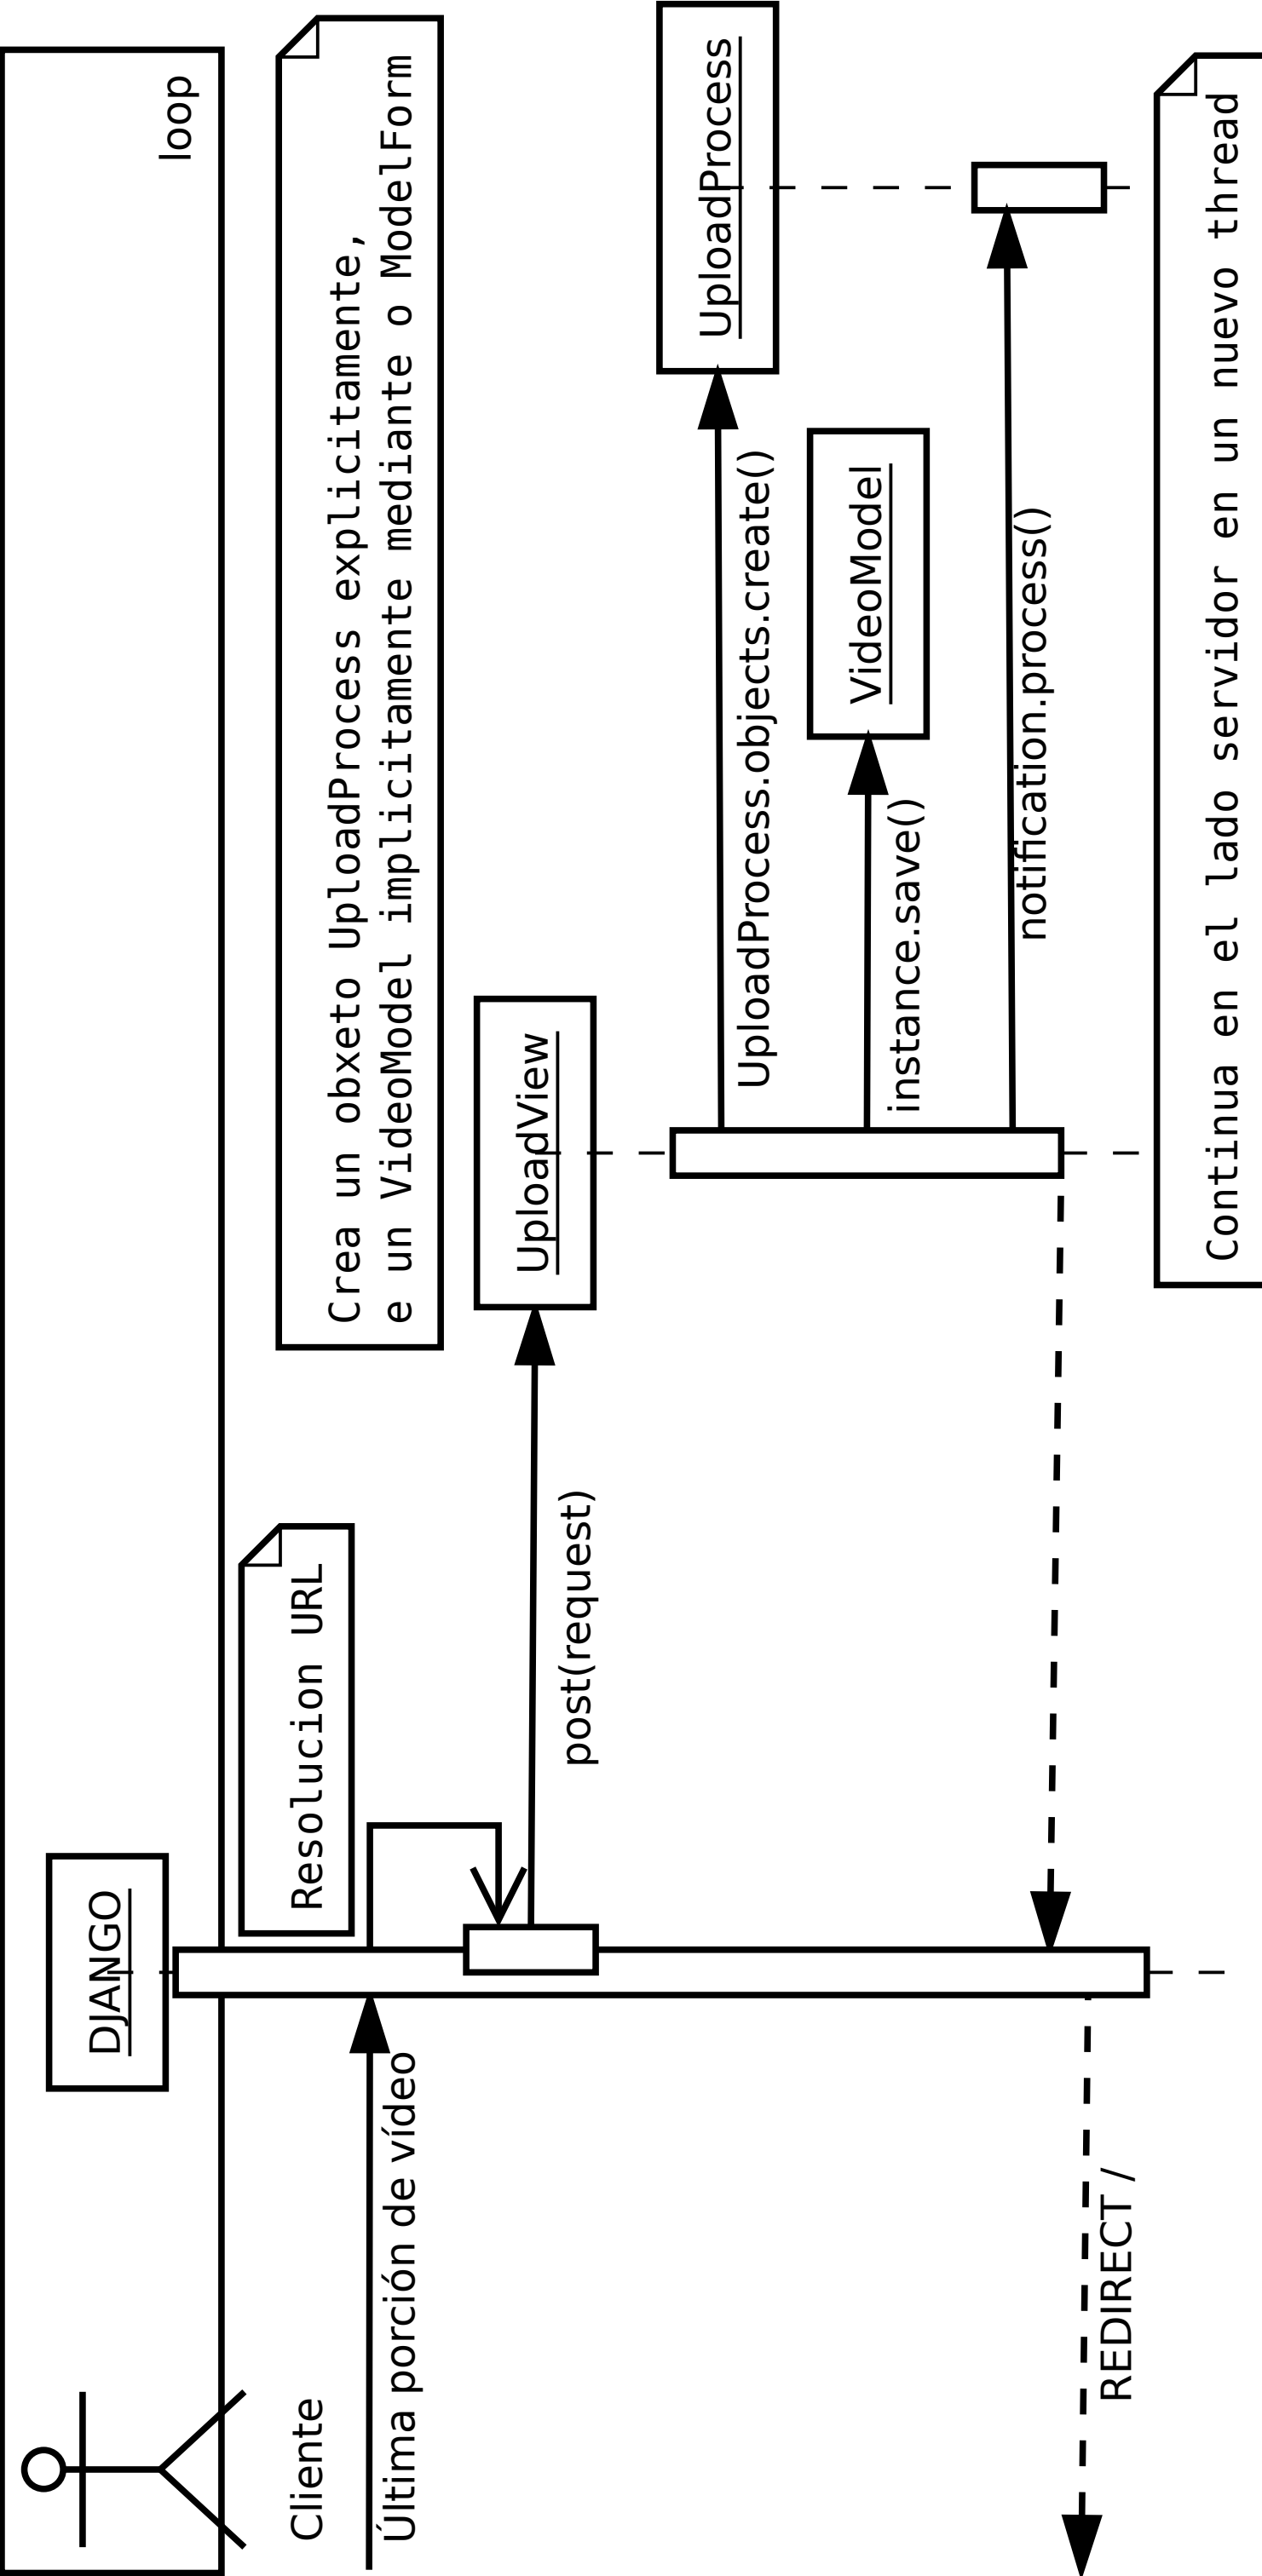 loop
DJANGO
Cliente
Resolucion URL
Crea un obxeto UploadProcess explicitamente,
e un VideoModel implicitamente mediante o ModelForm
Última porción de vídeo
UploadView
post(request)
UploadProcess
UploadProcess.objects.create()
VideoModel
instance.save()
notification.process()
REDIRECT /
Continua en el lado servidor en un nuevo thread